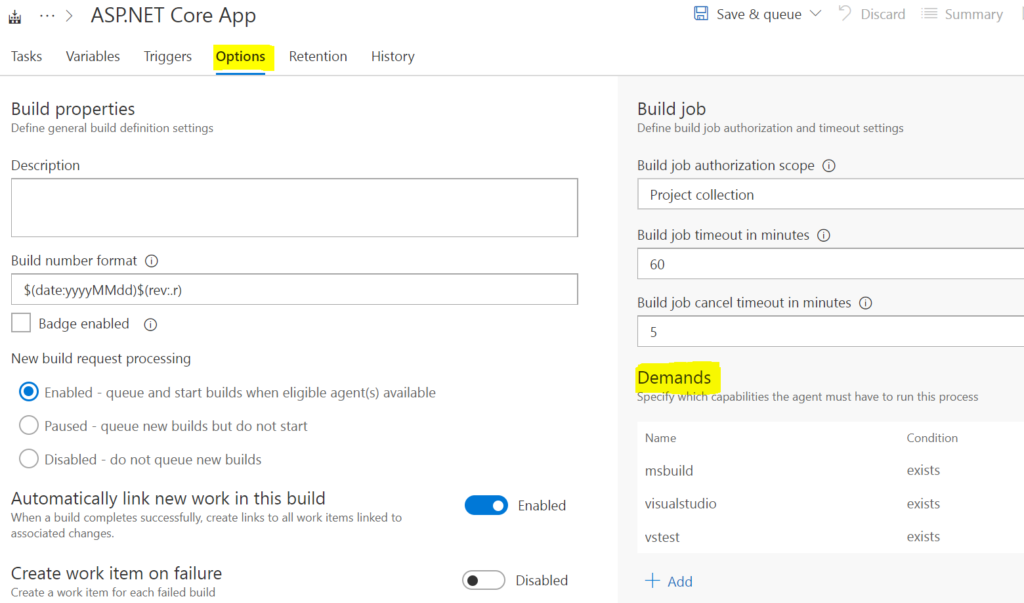 ··· > ASP.NET Core App
Save & queue Discard Summary
Tasks Variables Triggers Options Retention History
Build properties
Define general build definition settings
Description
Build number format
$(date:yyyyMMdd)$(rev:.r)
Badge enabled
New build request processing
Enabled - queue and start builds when eligible agent(s) available
Paused - queue new builds but do not start
Disabled - do not queue new builds
Automatically link new work in this build
Enabled
When a build completes successfully, create links to all work items linked to
associated changes.
Create work item on failure
Disabled
Create a work item for each failed build
Build job
Define build job authorization and timeout settings
Build job authorization scope
Project collection
Build job timeout in minutes
60
Build job cancel timeout in minutes
5
Demands
Specify which capabilities the agent must have to run this process
Name Condition
msbuild exists
visualstudio exists
vstest exists
+ Add